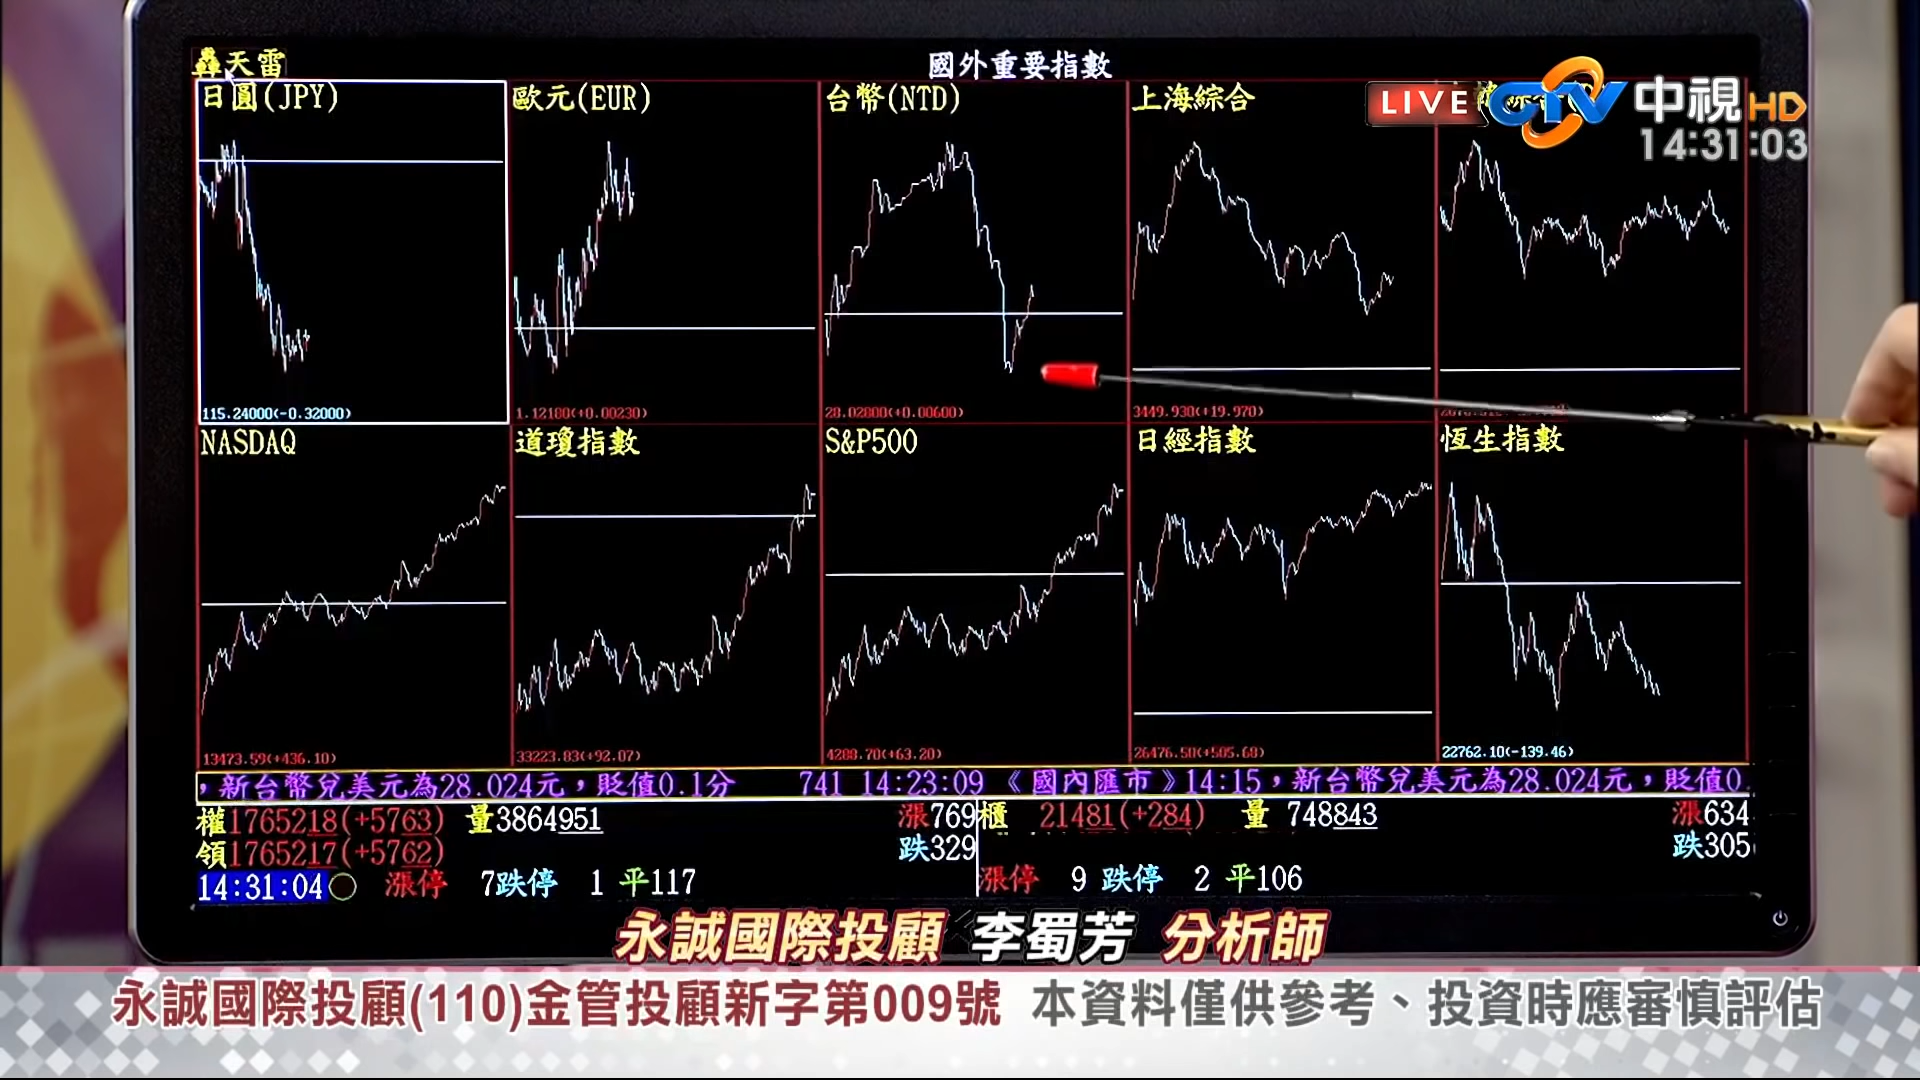 轟天雷
國外重要指數
LIVE CTV 中視HD
14:31:03
日圓(JPY)
歐元(EUR)
台幣(NTD)
上海綜合
115.24000(-0.32000)
1.12180(+0.00230)
28.02800(+0.00600)
3449.930(+19.970)
NASDAQ
道瓊指數
S&P500
日經指數
恆生指數
13473.59(+436.10)
33223.83(+92.07)
4288.70(+63.20)
26476.50(+505.68)
22762.10(-139.46)
，新台幣兌美元為28.024元，貶值0.1分 741 14:23:09 《國內匯市》14:15，新台幣兌美元為28.024元，貶值0.
權1765218(+5763) 量3864951 漲769
櫃 21481(+284) 量 748843 漲634
領1765217(+5762) 跌329
跌305
14:31:04 漲停 7跌停 1 平117
漲停 9 跌停 2 平106
永誠國際投顧 李蜀芳 分析師
永誠國際投顧(110)金管投顧新字第009號 本資料僅供參考、投資時應審慎評估